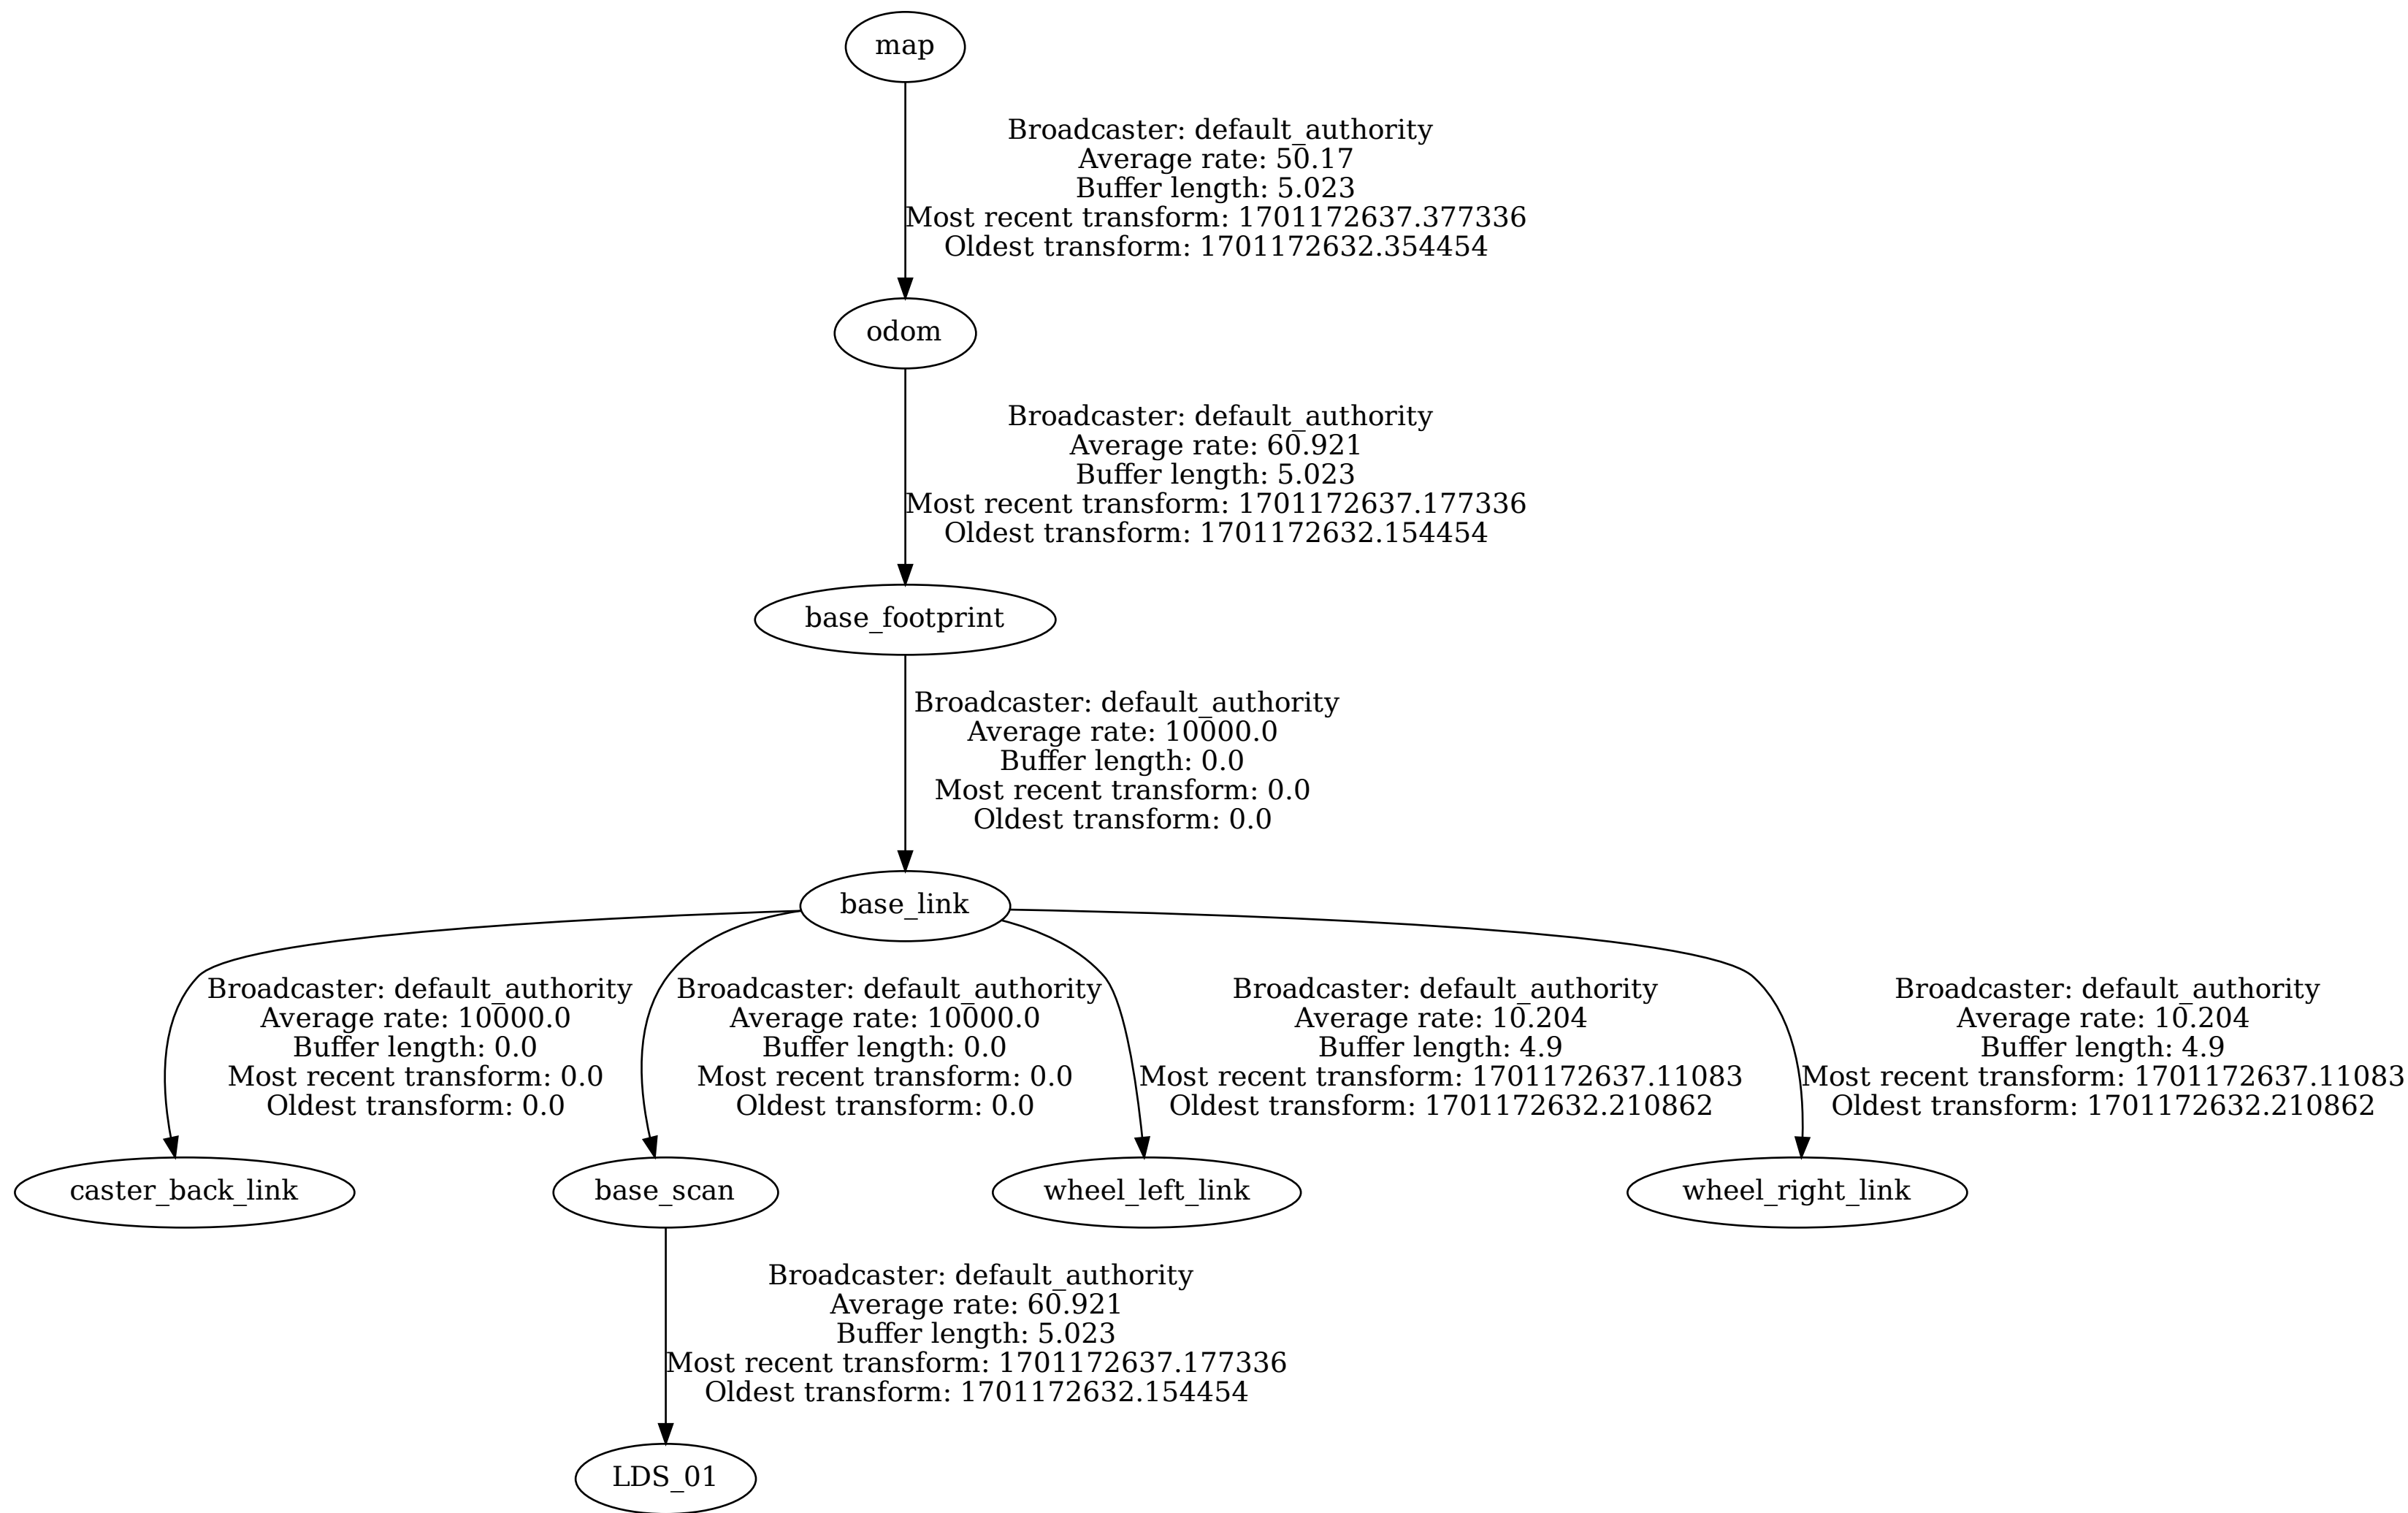 map
Broadcaster: default_authority
Average rate: 50.17
Buffer length: 5.023
Most recent transform: 1701172637.377336
Oldest transform: 1701172632.354454
odom
Broadcaster: default_authority
Average rate: 60.921
Buffer length: 5.023
Most recent transform: 1701172637.177336
Oldest transform: 1701172632.154454
base_footprint
Broadcaster: default_authority
Average rate: 10000.0
Buffer length: 0.0
Most recent transform: 0.0
Oldest transform: 0.0
base_link
Broadcaster: default_authority
Average rate: 10000.0
Buffer length: 0.0
Most recent transform: 0.0
Oldest transform: 0.0
Broadcaster: default_authority
Average rate: 10000.0
Buffer length: 0.0
Most recent transform: 0.0
Oldest transform: 0.0
Broadcaster: default_authority
Average rate: 10.204
Buffer length: 4.9
Most recent transform: 1701172637.11083
Oldest transform: 1701172632.210862
Broadcaster: default_authority
Average rate: 10.204
Buffer length: 4.9
Most recent transform: 1701172637.11083
Oldest transform: 1701172632.210862
caster_back_link
base_scan
wheel_left_link
wheel_right_link
Broadcaster: default_authority
Average rate: 60.921
Buffer length: 5.023
Most recent transform: 1701172637.177336
Oldest transform: 1701172632.154454
LDS_01